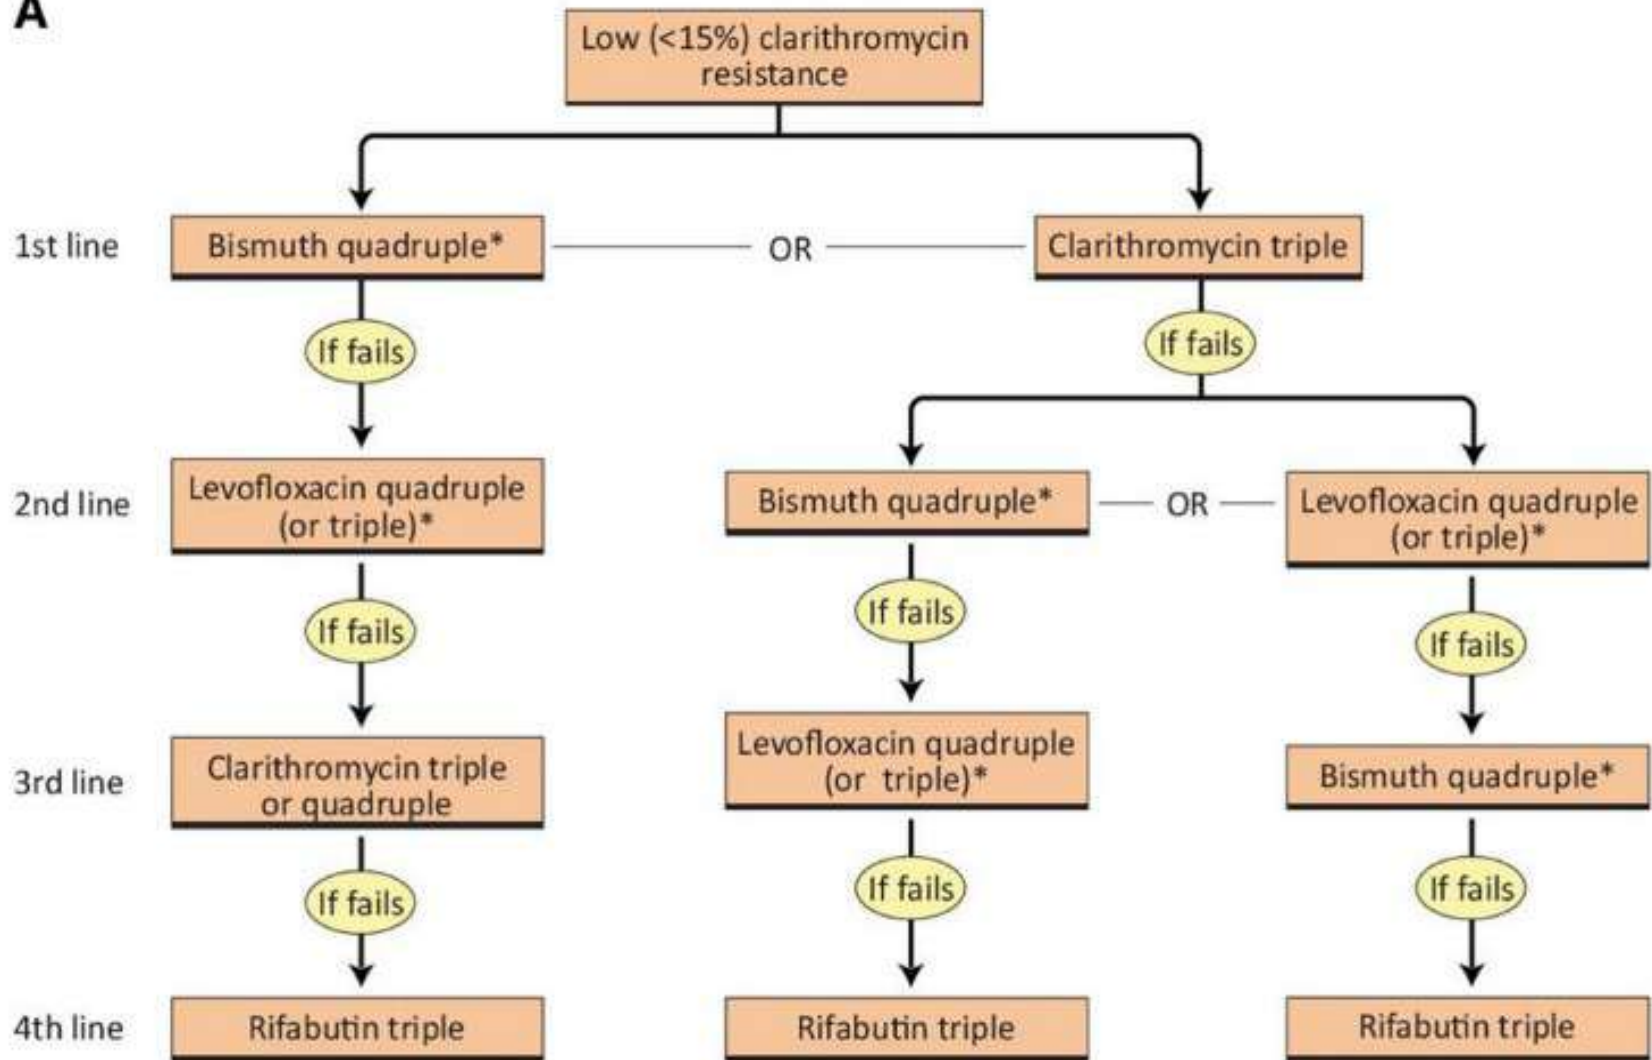 A
Low (<15%) clarithromycin
resistance
1st line
Bismuth quadruple*
OR
Clarithromycin triple
If fails
If fails
2nd line
Levofloxacin quadruple
(or triple)*
Bismuth quadruple*
OR
Levofloxacin quadruple
(or triple)*
If fails
If fails
If fails
3rd line
Clarithromycin triple
or quadruple
Levofloxacin quadruple
(or triple)*
Bismuth quadruple*
If fails
If fails
If fails
4th line
Rifabutin triple
Rifabutin triple
Rifabutin triple